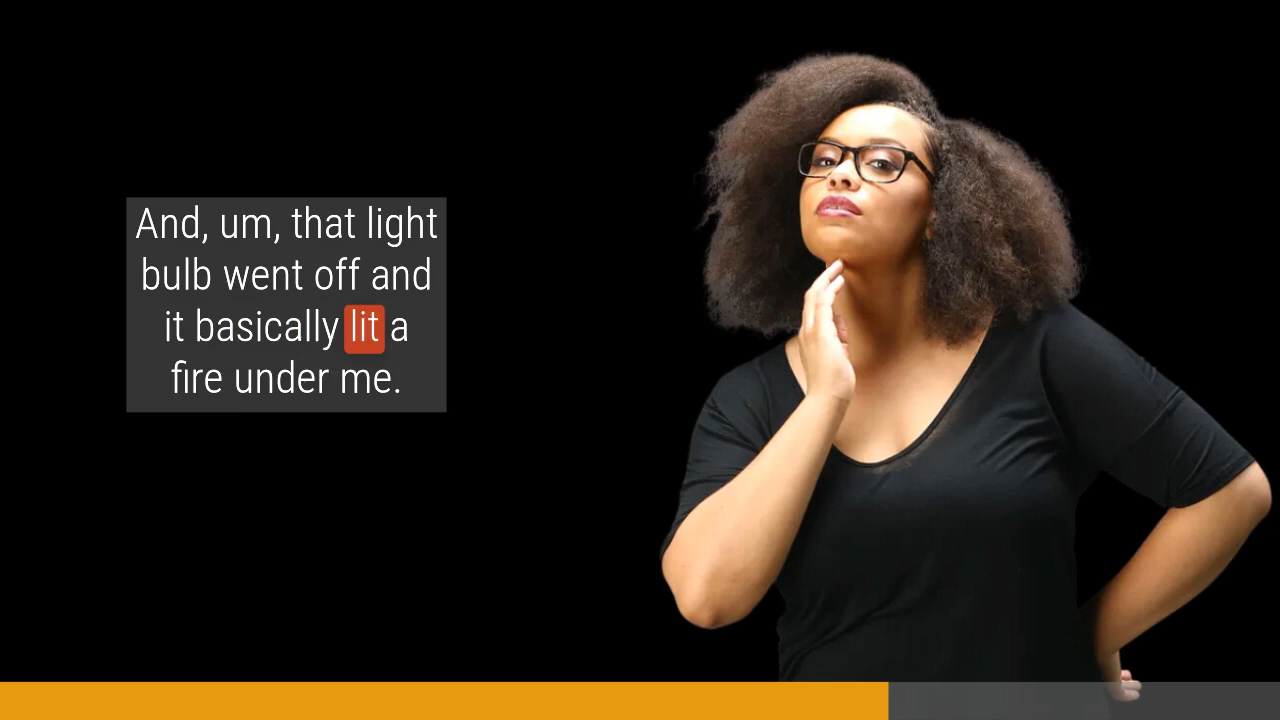 And, um, that light
bulb went off and
it basically lit a
fire under me.